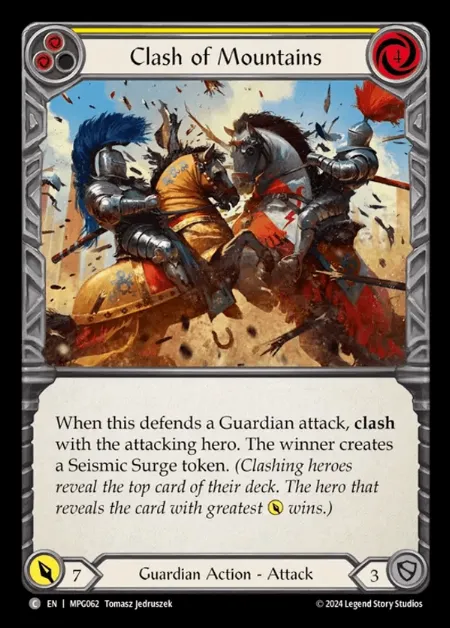 Clash of Mountains
4
When this defends a Guardian attack, clash
with the attacking hero. The winner creates
a Seismic Surge token. (Clashing heroes
reveal the top card of their deck. The hero that
reveals the card with greatest wins.)
7
Guardian Action - Attack
3
C EN | MPG062 Tomasz Jedruszek
© 2024 Legend Story Studios